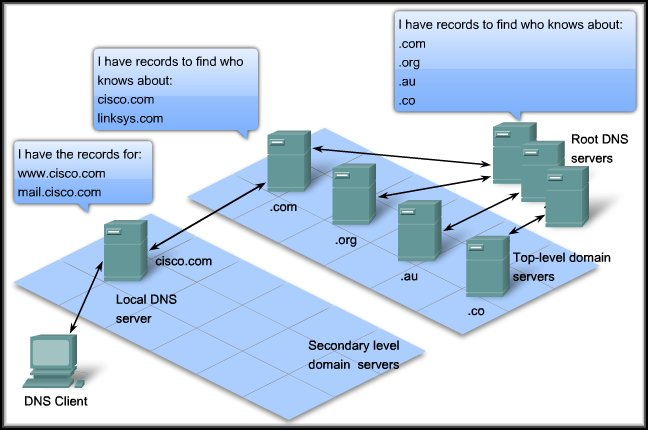 I have records to find who knows about:
.com
.org
.au
.co
I have records to find who
knows about:
cisco.com
linksys.com
I have the records for:
www.cisco.com
mail.cisco.com
Root DNS
servers
.com
.org
.au
.co
Top-level domain
servers
cisco.com
Local DNS
server
Secondary level
domain servers
DNS Client